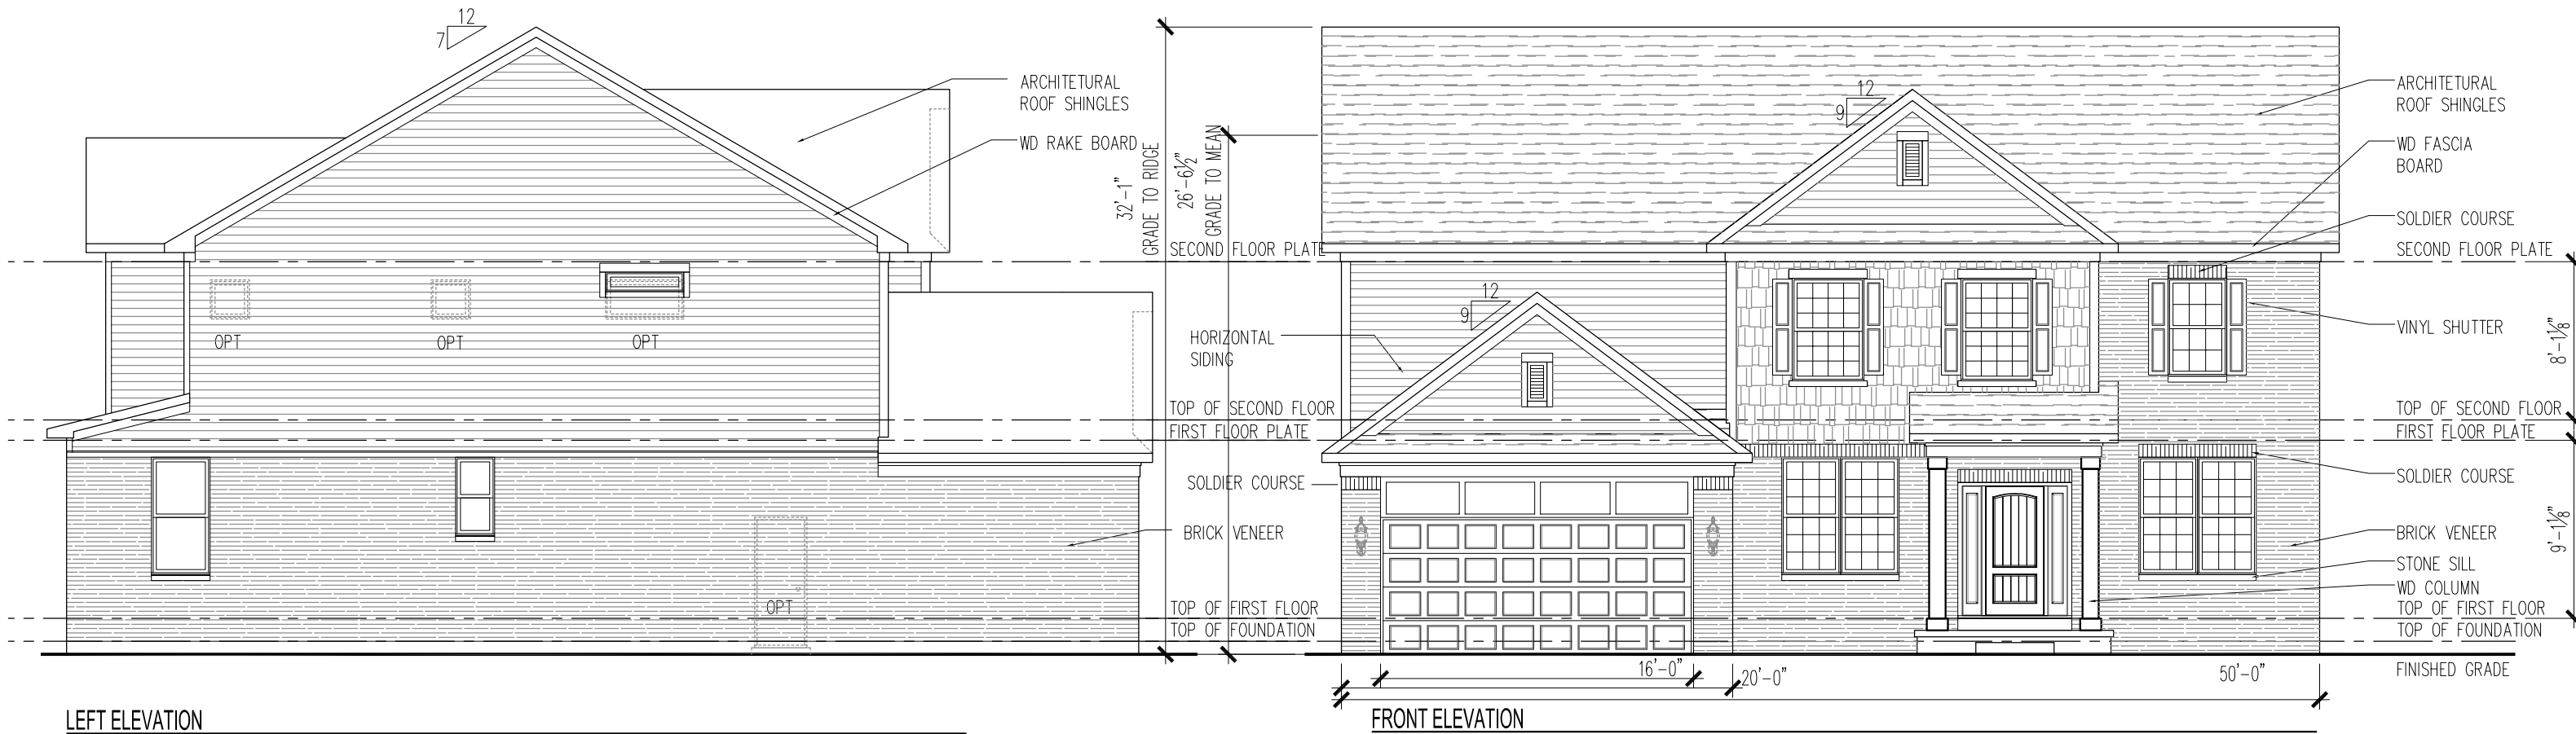 12
7
ARCHITETURAL
ROOF SHINGLES
WD RAKE BOARD
OPT
OPT
OPT
OPT
LEFT ELEVATION
32'-1"
GRADE TO RIDGE
26'-6½"
GRADE TO MEAN
SECOND FLOOR PLATE
HORIZONTAL
SIDING
TOP OF SECOND FLOOR
FIRST FLOOR PLATE
SOLDIER COURSE
BRICK VENEER
TOP OF FIRST FLOOR
TOP OF FOUNDATION
12
9
12
9
ARCHITETURAL
ROOF SHINGLES
WD FASCIA
BOARD
SOLDIER COURSE
SECOND FLOOR PLATE
VINYL SHUTTER
8'-1⅛"
TOP OF SECOND FLOOR
FIRST FLOOR PLATE
SOLDIER COURSE
9'-1⅛"
BRICK VENEER
STONE SILL
WD COLUMN
TOP OF FIRST FLOOR
TOP OF FOUNDATION
FINISHED GRADE
16'-0"
20'-0"
50'-0"
FRONT ELEVATION